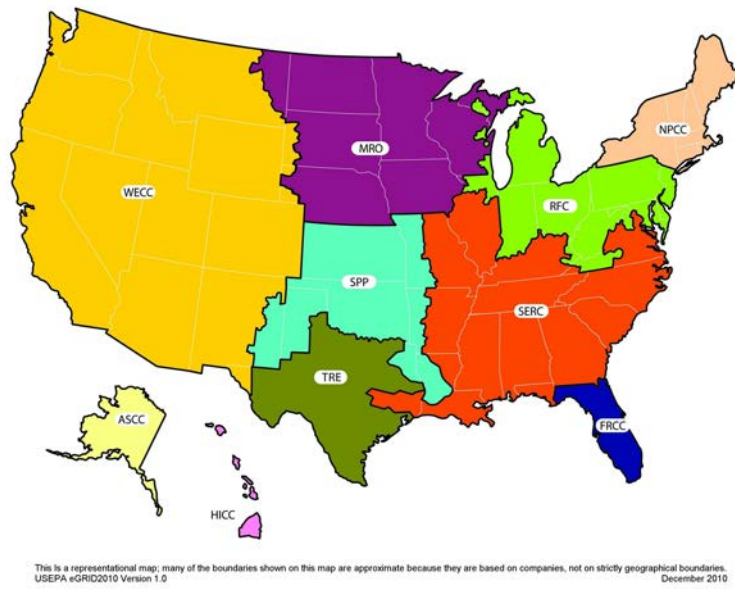 NPCC
MRO
WECC
RFC
SPP
SERC
TRE
ASCC
FRCC
HICC
This Is a representational map; many of the boundaries shown on this map are approximate because they are based on companies, not on strictly geographical boundaries.
USEPA eGRID2010 Version 1.0
December 2010